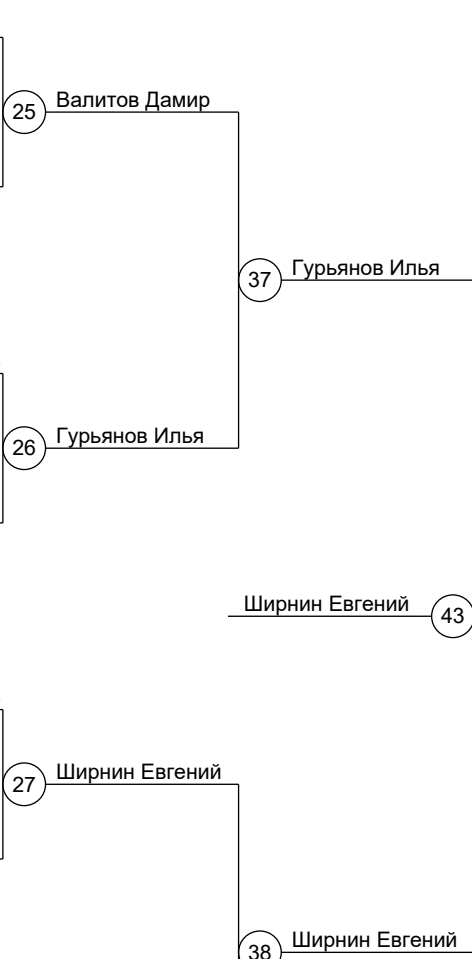 25 Валитов Дамир
37 Гурьянов Илья
26 Гурьянов Илья
Ширнин Евгений 43
27 Ширнин Евгений
38 Ширнин Евгений